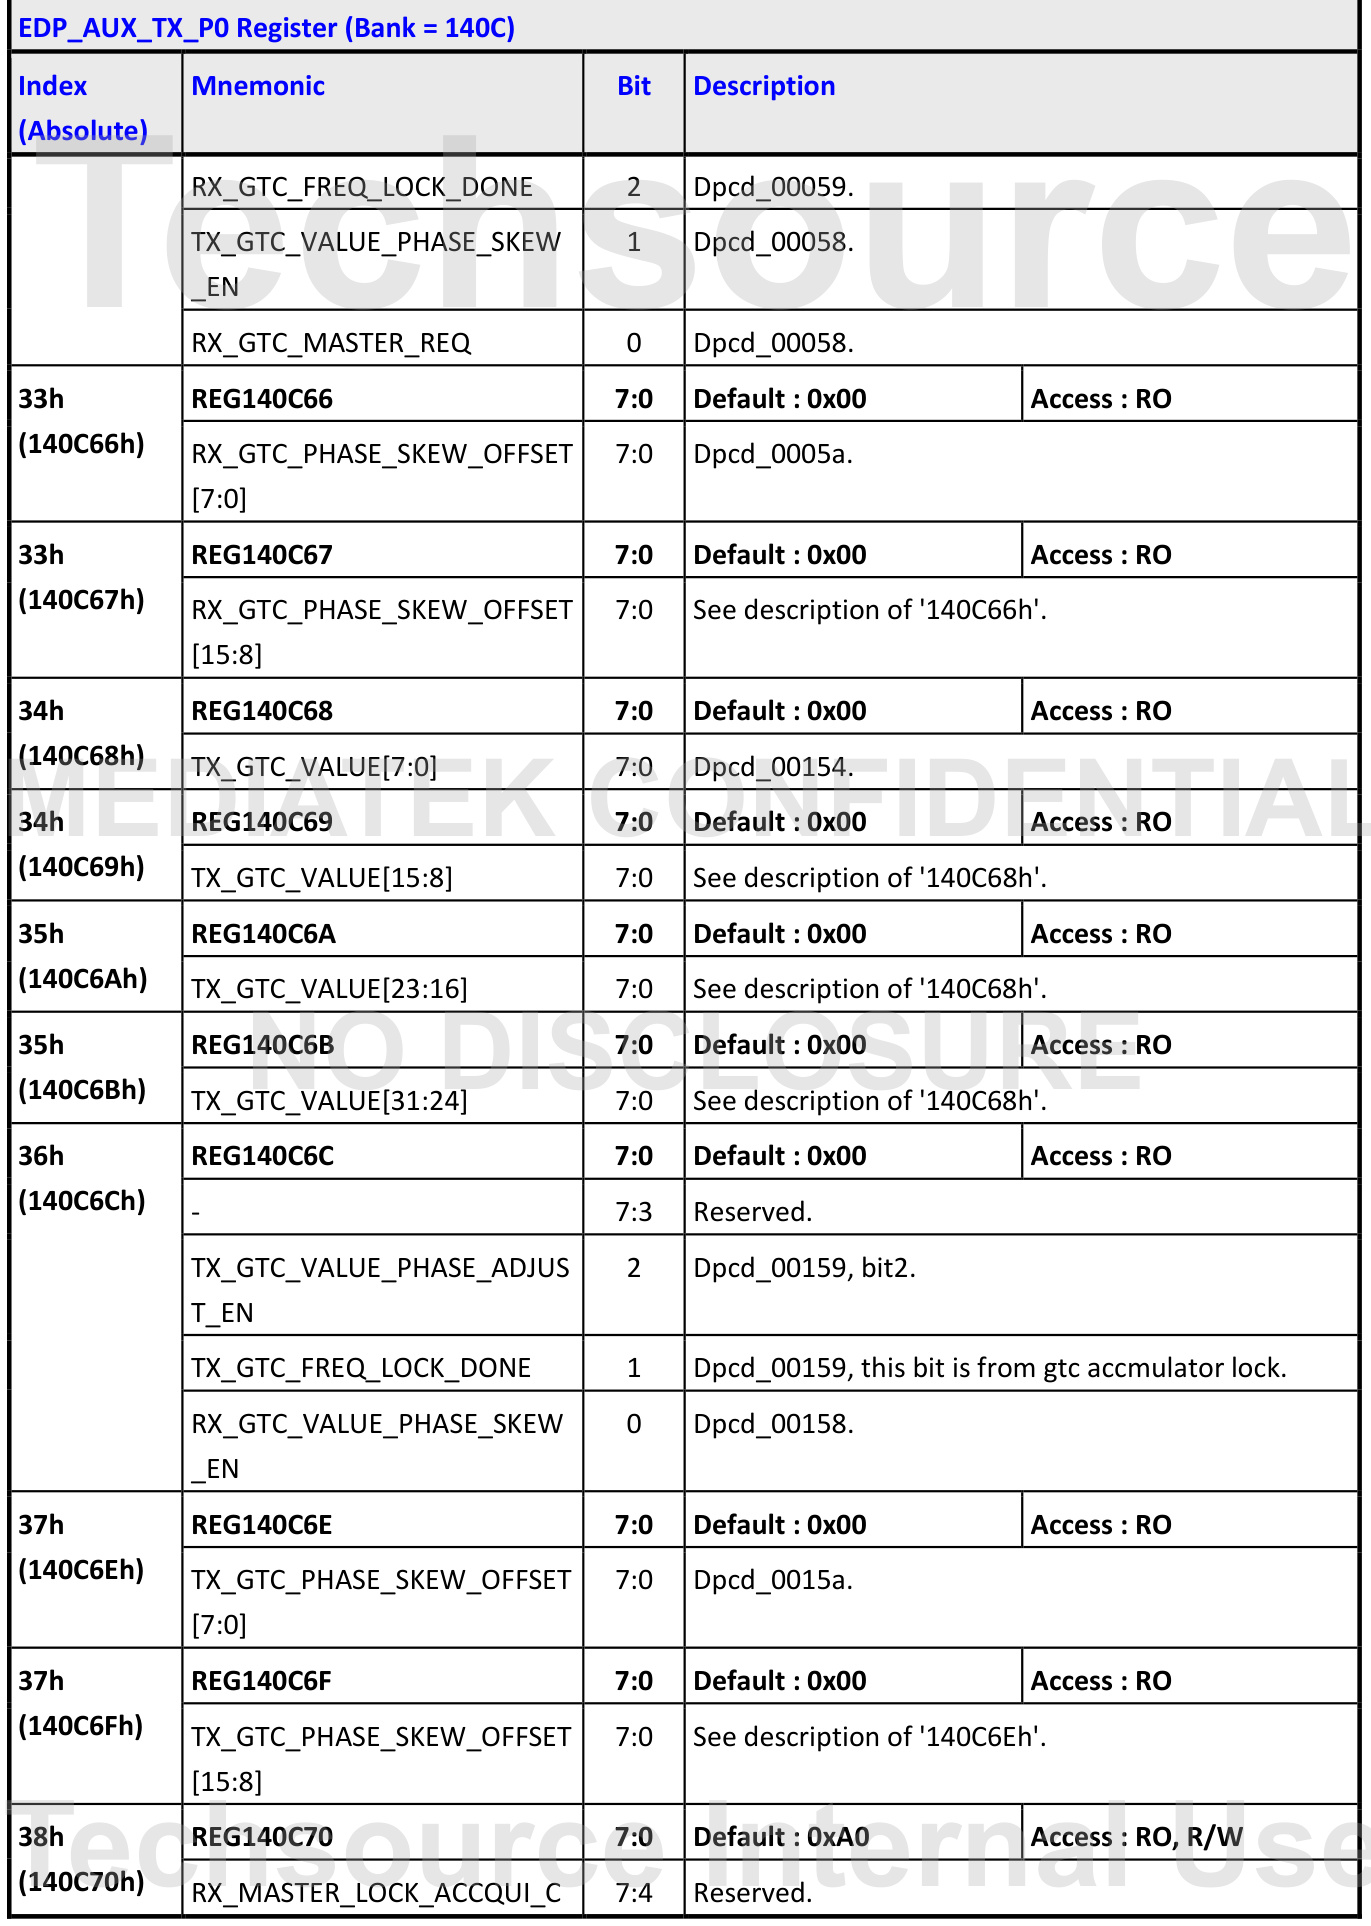 EDP_AUX_TX_P0 Register (Bank = 140C)
Index (Absolute) Mnemonic Bit Description
RX_GTC_FREQ_LOCK_DONE 2 Dpcd_00059.
TX_GTC_VALUE_PHASE_SKEW 1 Dpcd_00058.
_EN
RX_GTC_MASTER_REQ 0 Dpcd_00058.
33h REG140C66 7:0 Default : 0x00 Access : RO
(140C66h) RX_GTC_PHASE_SKEW_OFFSET 7:0 Dpcd_0005a.
[7:0]
33h REG140C67 7:0 Default : 0x00 Access : RO
(140C67h) RX_GTC_PHASE_SKEW_OFFSET 7:0 See description of '140C66h'.
[15:8]
34h REG140C68 7:0 Default : 0x00 Access : RO
(140C68h) TX_GTC_VALUE[7:0] 7:0 Dpcd_00154.
34h REG140C69 7:0 Default : 0x00 Access : RO
(140C69h) TX_GTC_VALUE[15:8] 7:0 See description of '140C68h'.
35h REG140C6A 7:0 Default : 0x00 Access : RO
(140C6Ah) TX_GTC_VALUE[23:16] 7:0 See description of '140C68h'.
35h REG140C6B 7:0 Default : 0x00 Access : RO
(140C6Bh) TX_GTC_VALUE[31:24] 7:0 See description of '140C68h'.
36h REG140C6C 7:0 Default : 0x00 Access : RO
(140C6Ch) - 7:3 Reserved.
TX_GTC_VALUE_PHASE_ADJUS 2 Dpcd_00159, bit2.
T_EN
TX_GTC_FREQ_LOCK_DONE 1 Dpcd_00159, this bit is from gtc accmulator lock.
RX_GTC_VALUE_PHASE_SKEW 0 Dpcd_00158.
_EN
37h REG140C6E 7:0 Default : 0x00 Access : RO
(140C6Eh) TX_GTC_PHASE_SKEW_OFFSET 7:0 Dpcd_0015a.
[7:0]
37h REG140C6F 7:0 Default : 0x00 Access : RO
(140C6Fh) TX_GTC_PHASE_SKEW_OFFSET 7:0 See description of '140C6Eh'.
[15:8]
38h REG140C70 7:0 Default : 0xA0 Access : RO, R/W
(140C70h) RX_MASTER_LOCK_ACCQUI_C 7:4 Reserved.
Techsource
MEDIATEK CONFIDENTIAL
NO DISCLOSURE
Techsource Internal Use